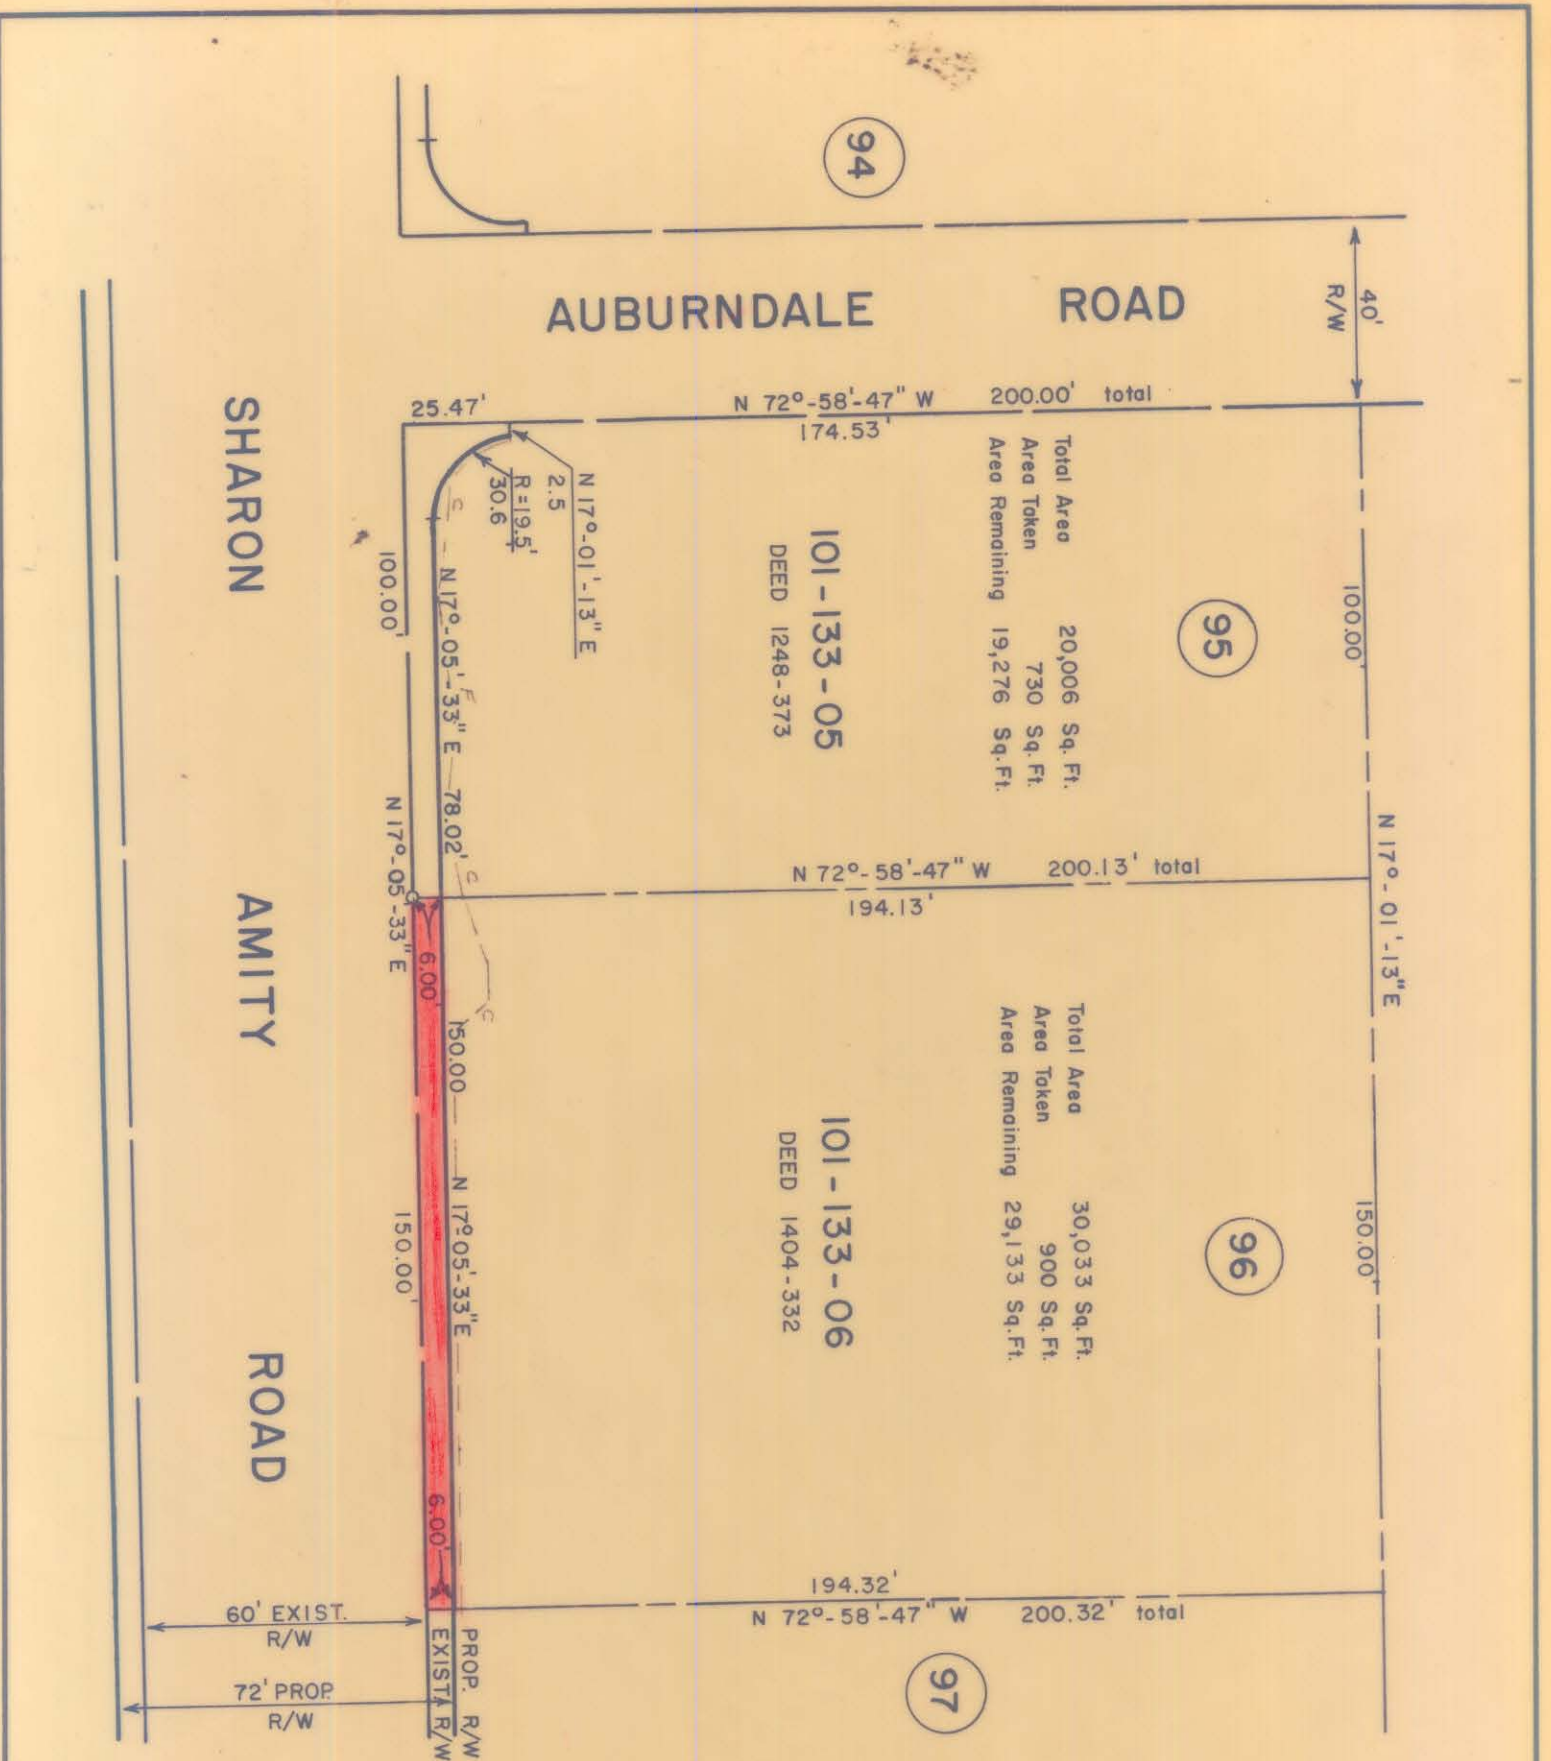 94
40'
R/W
AUBURNDALE ROAD
25.47'
N 72°-58'-47" W 200.00' total
174.53'
N 17°-01'-13" E
2.5
R=19.5'
30.6
100.00'
N 17°-05'-33" E 78.02'
N 17°-05'-33" E
101-133-05
DEED 1248-373
Total Area 20,006 Sq. Ft.
Area Taken 730 Sq. Ft.
Area Remaining 19,276 Sq. Ft.
95
100.00'
N 17°-01'-13" E
N 72°-58'-47" W 200.13' total
194.13'
6.00'
150.00
N 17°05'-33" E
150.00'
6.00'
101-133-06
DEED 1404-332
Total Area 30,033 Sq. Ft.
Area Taken 900 Sq. Ft.
Area Remaining 29,133 Sq. Ft.
96
150.00'
194.32'
N 72°-58'-47" W 200.32' total
97
SHARON AMITY ROAD
60' EXIST.
R/W
72' PROP.
R/W
PROP. R/W
EXIST. R/W
C
F
C
C